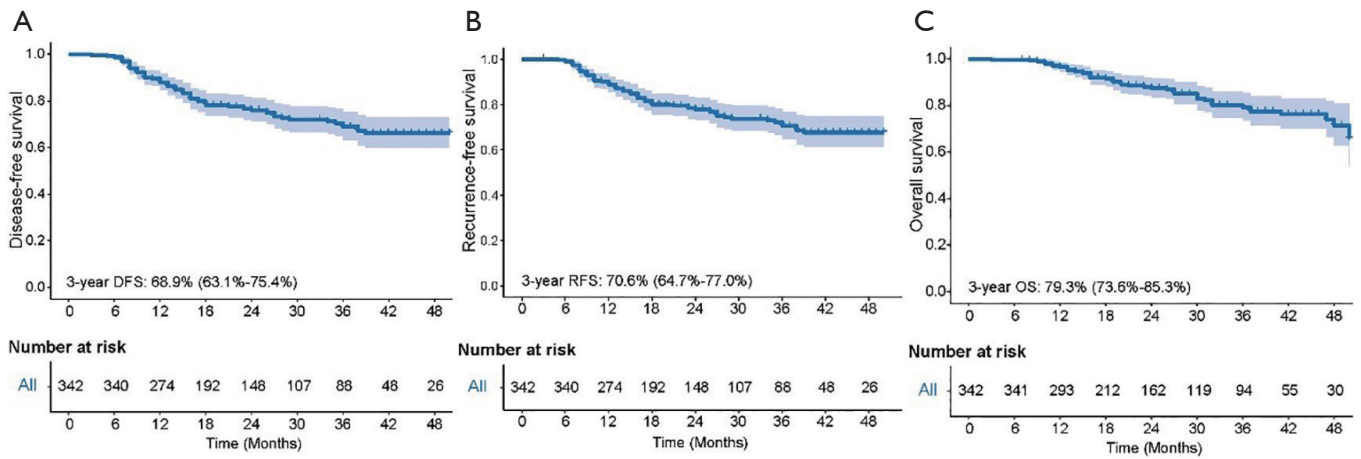 A
Disease-free survival
1.0
0.8
0.6
0.4
0.2
0.0
3-year DFS: 68.9% (63.1%-75.4%)
0 6 12 18 24 30 36 42 48
Number at risk
All 342 340 274 192 148 107 88 48 26
0 6 12 18 24 30 36 42 48
Time (Months)
B
Recurrence-free survival
1.0
0.8
0.6
0.4
0.2
0.0
3-year RFS: 70.6% (64.7%-77.0%)
0 6 12 18 24 30 36 42 48
Number at risk
All 342 340 274 192 148 107 88 48 26
0 6 12 18 24 30 36 42 48
Time (Months)
C
Overall survival
1.0
0.8
0.6
0.4
0.2
0.0
3-year OS: 79.3% (73.6%-85.3%)
0 6 12 18 24 30 36 42 48
Number at risk
All 342 341 293 212 162 119 94 55 30
0 6 12 18 24 30 36 42 48
Time (Months)